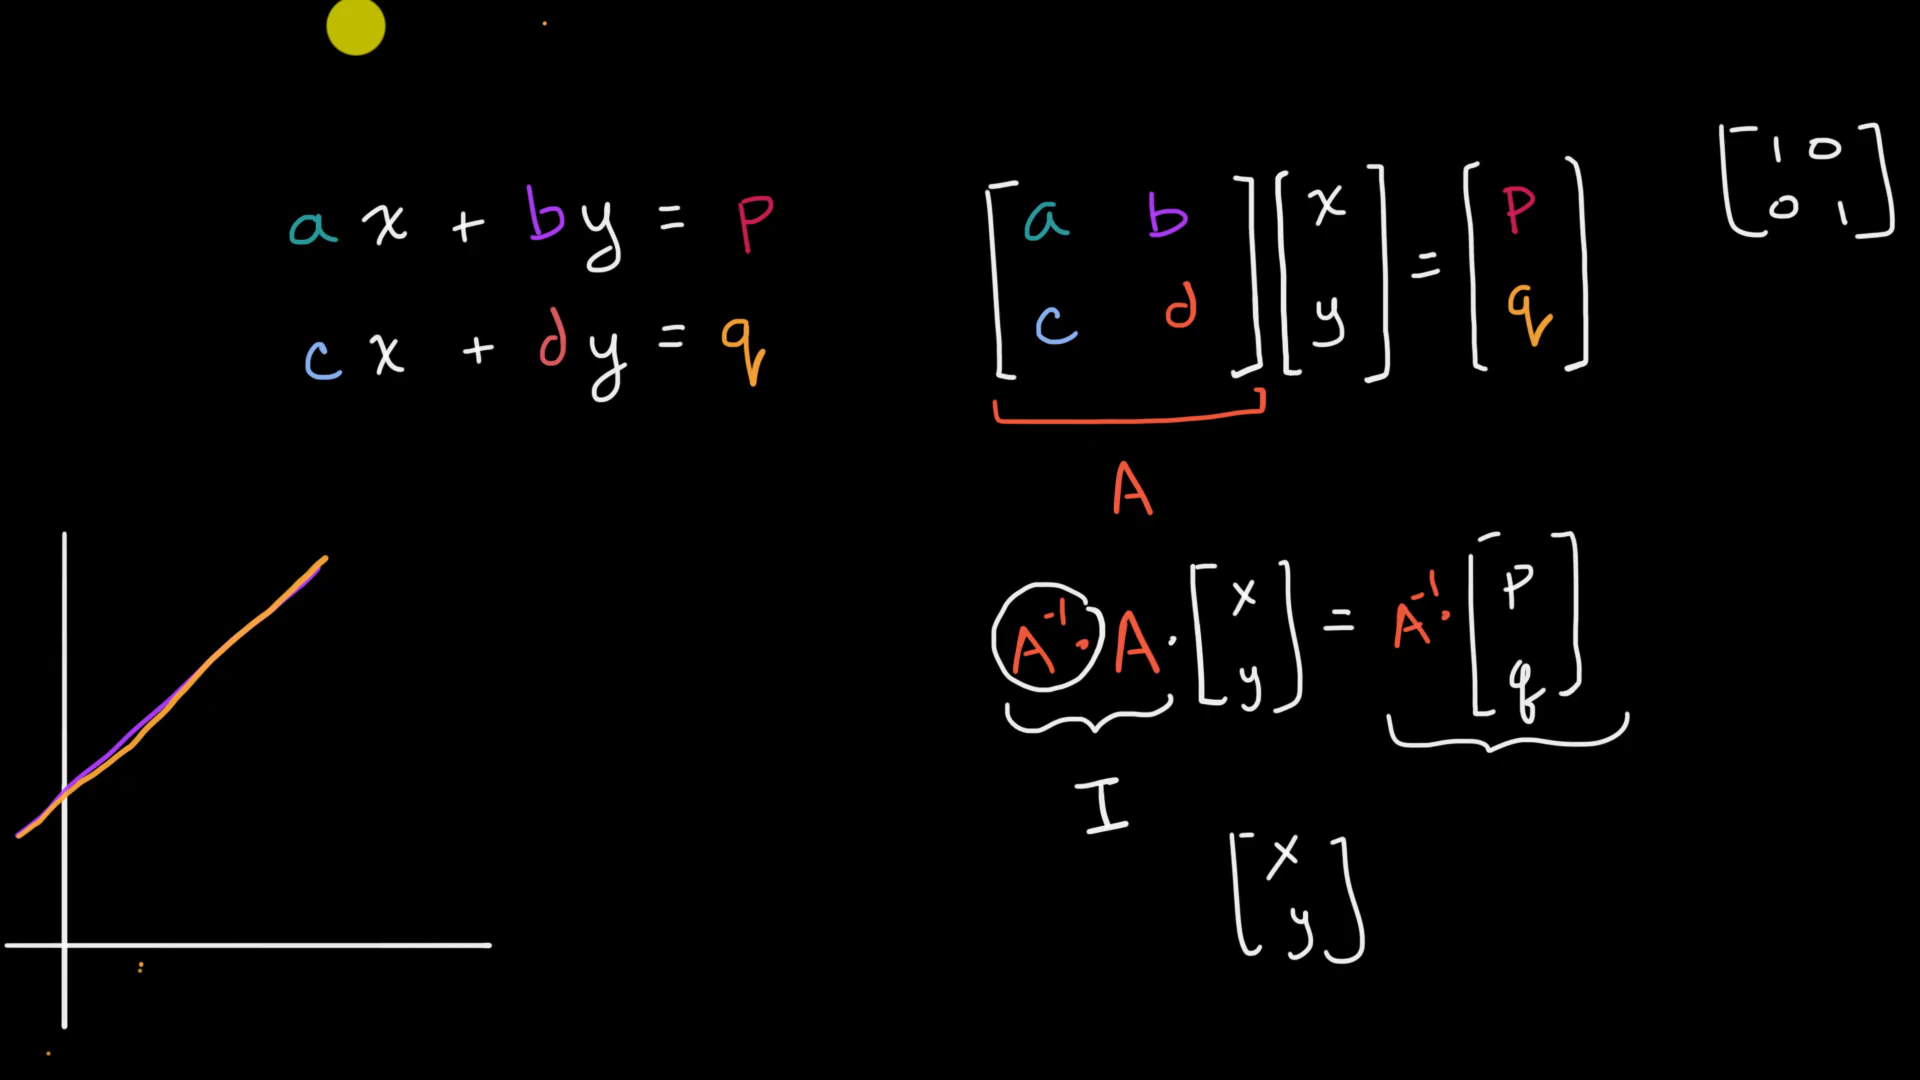 ax + by = p
cx + dy = q
[a b] [x] = [p]
[c d] [y] [q]
[1 0]
[0 1]
A
A⁻¹·A·[x] = A⁻¹·[p]
[y] [q]
I
[x]
[y]